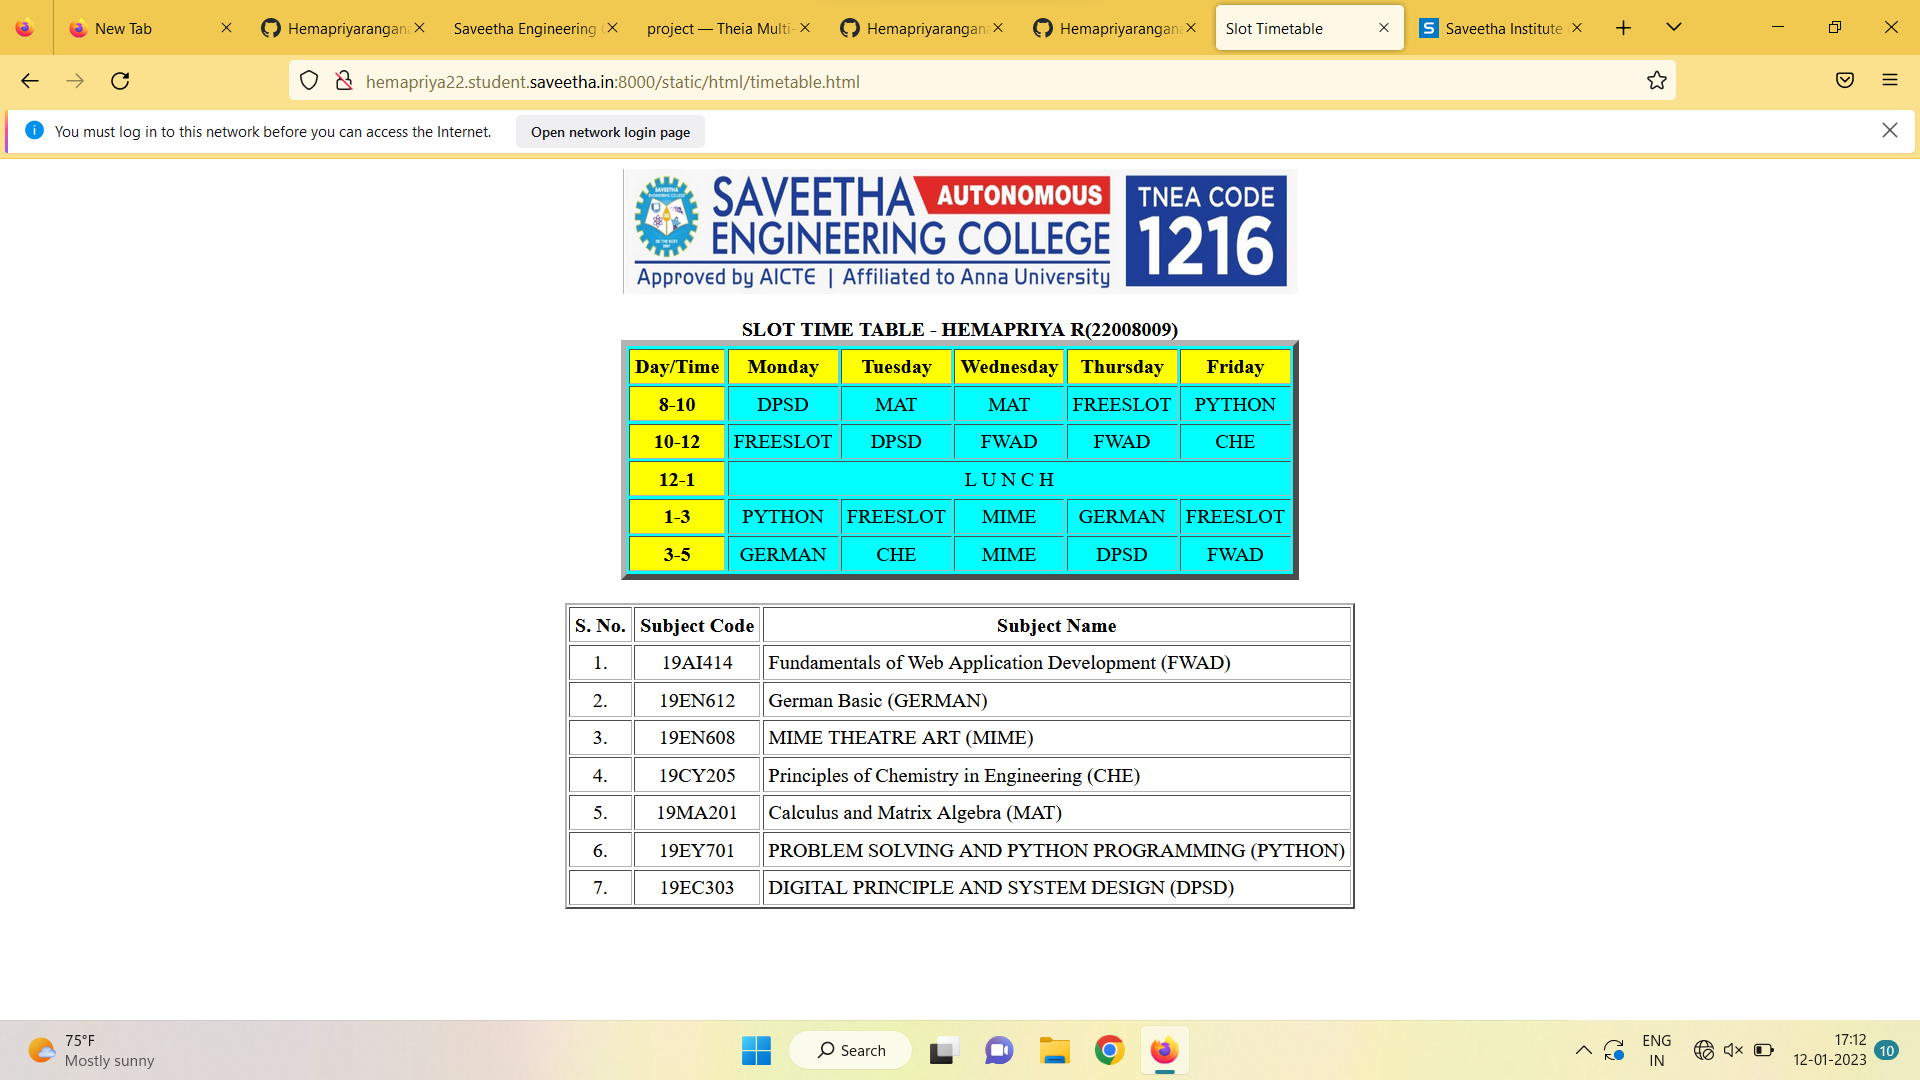 New Tab
Hemapriyarangan
Saveetha Engineering
project — Theia Multi-
Hemapriyarangan
Hemapriyarangan
Slot Timetable
Saveetha Institute
hemapriya22.student.saveetha.in:8000/static/html/timetable.html
You must log in to this network before you can access the Internet.
Open network login page
SAVEETHA AUTONOMOUS
ENGINEERING COLLEGE
Approved by AICTE | Affiliated to Anna University
TNEA CODE
1216
SLOT TIME TABLE - HEMAPRIYA R(22008009)
Day/Time Monday Tuesday Wednesday Thursday Friday
8-10 DPSD MAT MAT FREESLOT PYTHON
10-12 FREESLOT DPSD FWAD FWAD CHE
12-1 L U N C H
1-3 PYTHON FREESLOT MIME GERMAN FREESLOT
3-5 GERMAN CHE MIME DPSD FWAD
S. No. Subject Code Subject Name
1. 19AI414 Fundamentals of Web Application Development (FWAD)
2. 19EN612 German Basic (GERMAN)
3. 19EN608 MIME THEATRE ART (MIME)
4. 19CY205 Principles of Chemistry in Engineering (CHE)
5. 19MA201 Calculus and Matrix Algebra (MAT)
6. 19EY701 PROBLEM SOLVING AND PYTHON PROGRAMMING (PYTHON)
7. 19EC303 DIGITAL PRINCIPLE AND SYSTEM DESIGN (DPSD)
75°F
Mostly sunny
Search
ENG
IN
17:12
12-01-2023
10